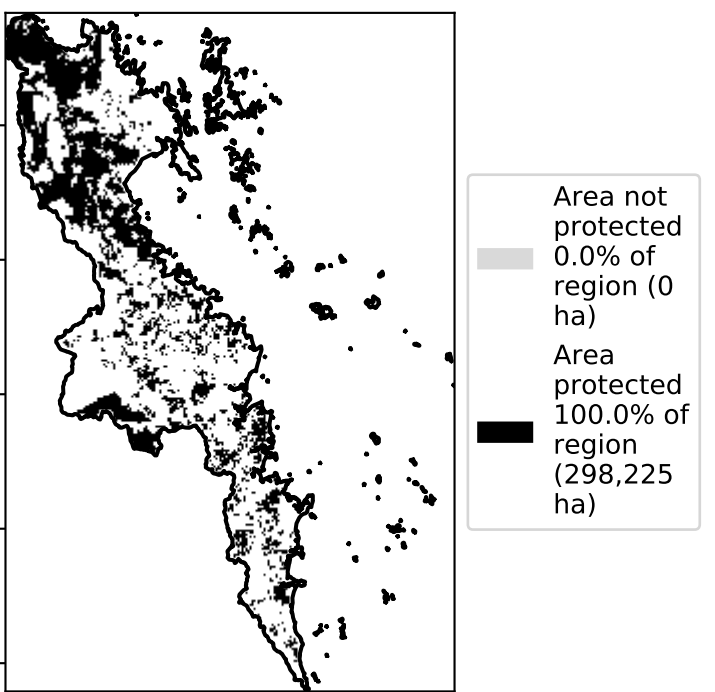 Area not
protected
0.0% of
region (0
ha)
Area
protected
100.0% of
region
(298,225
ha)